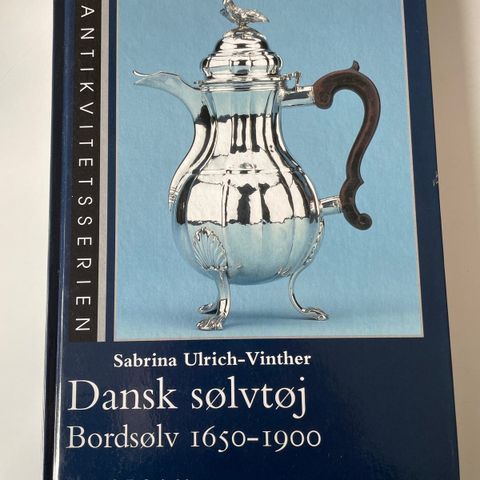 ANTIKVITETSSERIEN
Sabrina Ulrich-Vinther
Dansk sølvtøj
Bordsølv 1650-1900